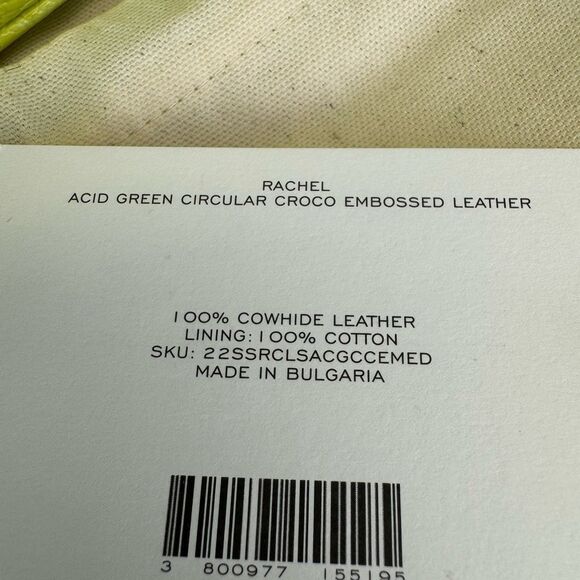 RACHEL
ACID GREEN CIRCULAR CROCO EMBOSSED LEATHER
100% COWHIDE LEATHER
LINING: 100% COTTON
SKU: 22SSRCLSACGCCEMED
MADE IN BULGARIA
3 800977 155195